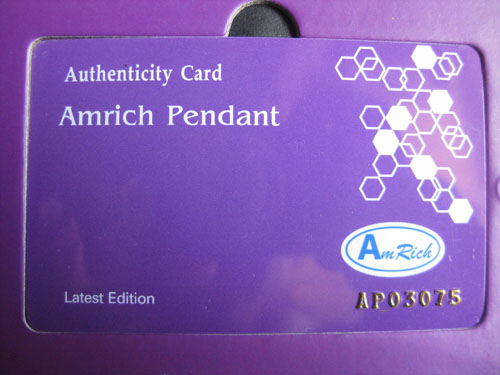 Authenticity Card
Amrich Pendant
AmRich
Latest Edition
AP03075